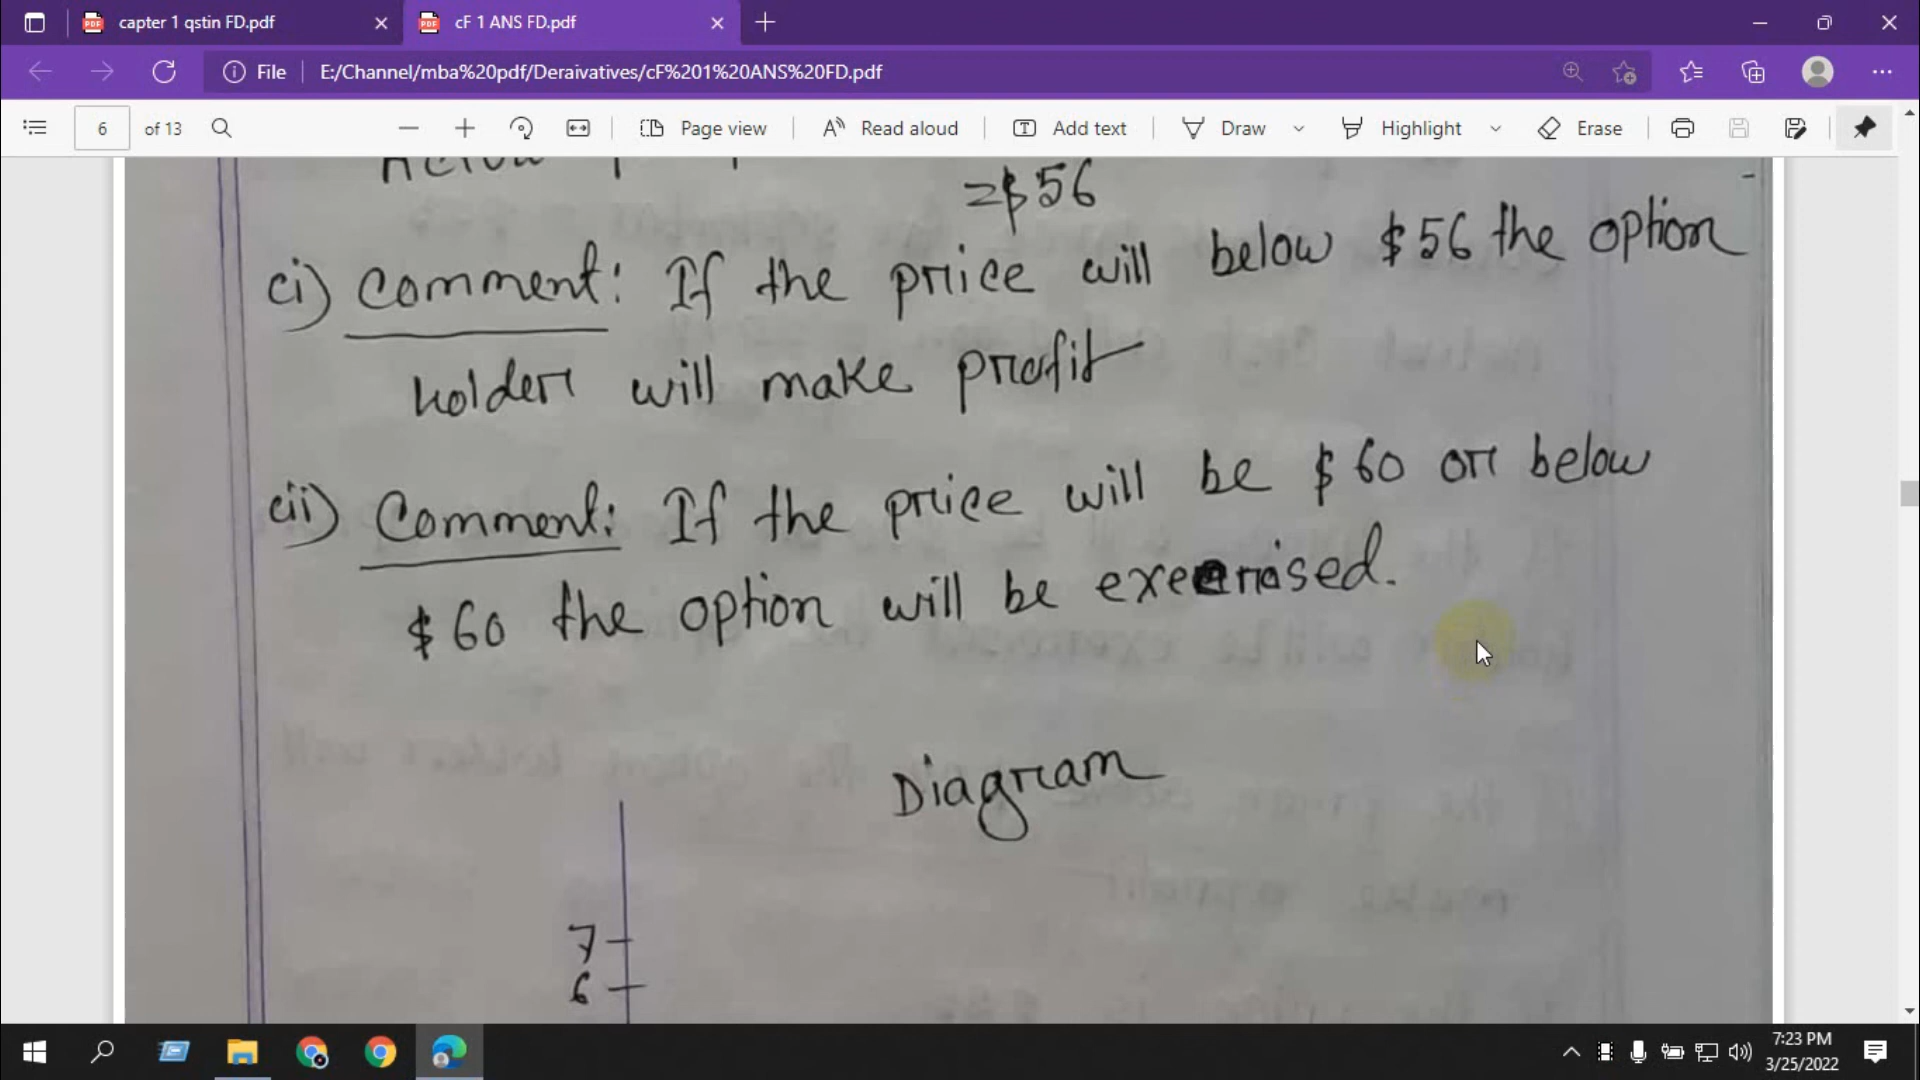 capter 1 qstin FD.pdf
cF 1 ANS FD.pdf
File
E:/Channel/mba%20pdf/Deraivatives/cF%201%20ANS%20FD.pdf
6 of 13
Page view
Read aloud
Add text
Draw
Highlight
Erase
=$56
ci) Comment: If the price will below $56 the option
holder will make profit
cii) Comment: If the price will be $60 or below
$60 the option will be exercised.
Diagram
7
6
7:23 PM
3/25/2022